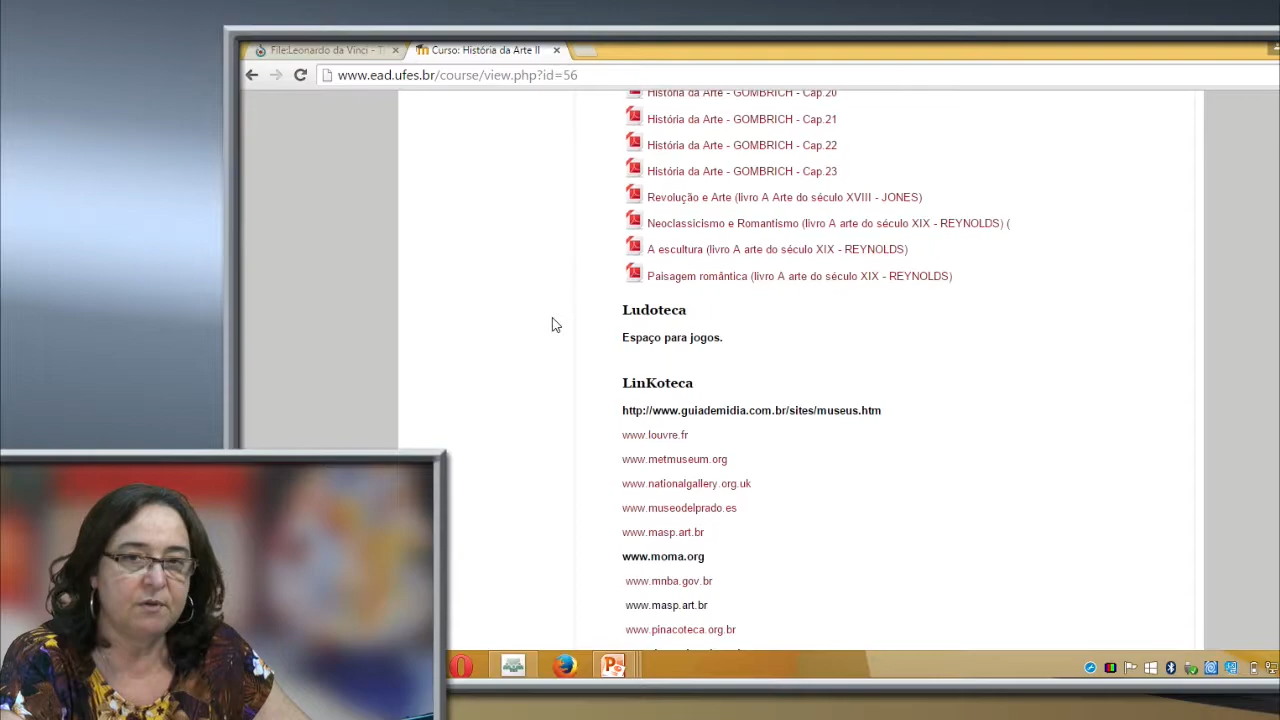 File:Leonardo da Vinci - T
Curso: História da Arte II
www.ead.ufes.br/course/view.php?id=56
História da Arte - GOMBRICH - Cap.20
História da Arte - GOMBRICH - Cap.21
História da Arte - GOMBRICH - Cap.22
História da Arte - GOMBRICH - Cap.23
Revolução e Arte (livro A Arte do século XVIII - JONES)
Neoclassicismo e Romantismo (livro A arte do século XIX - REYNOLDS) (
A escultura (livro A arte do século XIX - REYNOLDS)
Paisagem romântica (livro A arte do século XIX - REYNOLDS)
Ludoteca
Espaço para jogos.
LinKoteca
http://www.guiademidia.com.br/sites/museus.htm
www.louvre.fr
www.metmuseum.org
www.nationalgallery.org.uk
www.museodelprado.es
www.masp.art.br
www.moma.org
www.mnba.gov.br
www.masp.art.br
www.pinacoteca.org.br